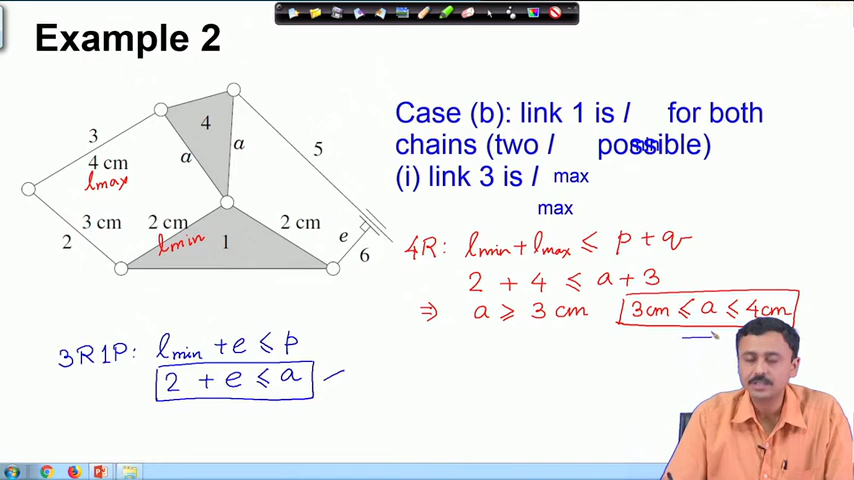 Example 2
Case (b): link 1 is l min for both
chains (two l max possible)
(i) link 3 is l max
3
4 cm
lmax
4
a
a
5
3 cm
2 cm
2 cm
2
lmin
1
e
6
4R: lmin + lmax ≤ p + q
2 + 4 ≤ a + 3
⇒ a ≥ 3 cm
3cm ≤ a ≤ 4cm
3R1P: lmin + e ≤ p
2 + e ≤ a